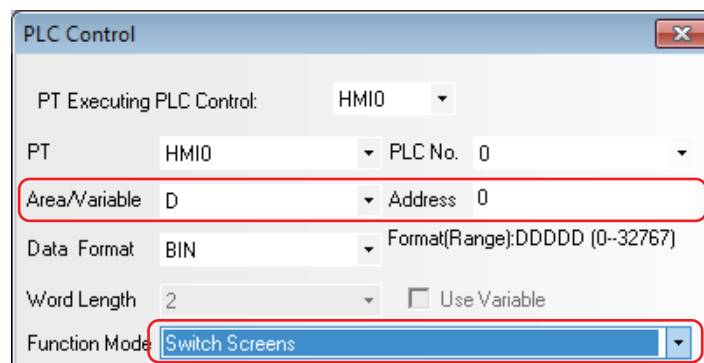 PLC Control
PT Executing PLC Control: HMI0
PT HMI0 PLC No. 0
Area/Variable D Address 0
Data Format BIN Format(Range):DDDDD (0--32767)
Word Length 2 Use Variable
Function Mode Switch Screens